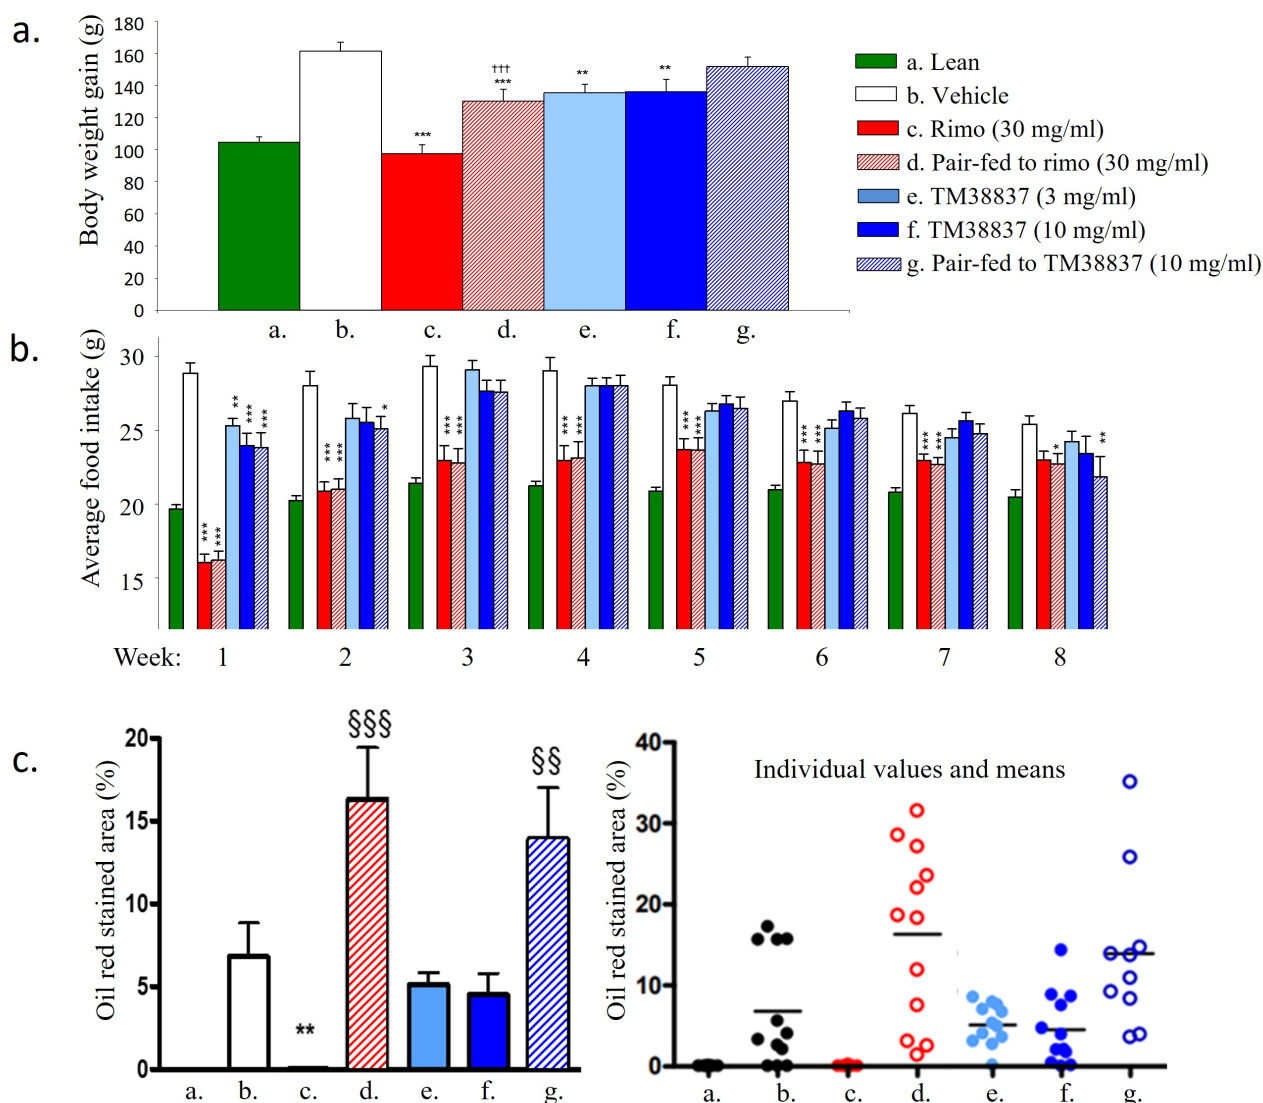 a.
Body weight gain (g)
180
160
140
120
100
80
60
40
20
0
***
†††
***
**
**
a. b. c. d. e. f. g.
a. Lean
b. Vehicle
c. Rimo (30 mg/ml)
d. Pair-fed to rimo (30 mg/ml)
e. TM38837 (3 mg/ml)
f. TM38837 (10 mg/ml)
g. Pair-fed to TM38837 (10 mg/ml)
b.
Average food intake (g)
30
25
20
15
*** *** ** *** ***
*** *** *
*** ***
*** ***
*** ***
*** ***
*** ***
* **
Week: 1 2 3 4 5 6 7 8
c.
Oil red stained area (%)
20
15
10
5
0
**
§§§
§§
a. b. c. d. e. f. g.
Individual values and means
Oil red stained area (%)
40
30
20
10
0
a. b. c. d. e. f. g.